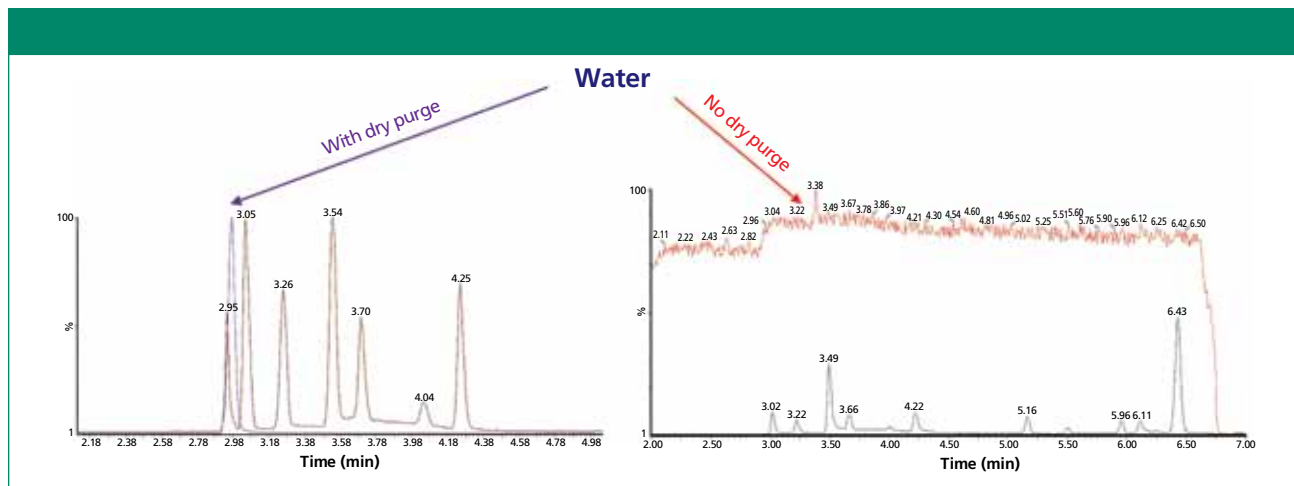 Water
With dry purge
No dry purge
100
%
1
2.95
3.05
3.26
3.54
3.70
4.04
4.25
2.18 2.38 2.58 2.78 2.98 3.18 3.38 3.58 3.78 3.98 4.18 4.38 4.58 4.78 4.98
Time (min)
100
%
1
2.11 2.22 2.43 2.63 2.82 2.96 3.04 3.22 3.38 3.49 3.67 3.78 3.86 3.97 4.21 4.30 4.54 4.60 4.81 4.96 5.02 5.25 5.51 5.60 5.76 5.90 5.96 6.12 6.25 6.42 6.50
3.02 3.22 3.49 3.66 4.22 5.16 5.96 6.11 6.43
2.00 2.50 3.00 3.50 4.00 4.50 5.00 5.50 6.00 6.50 7.00
Time (min)